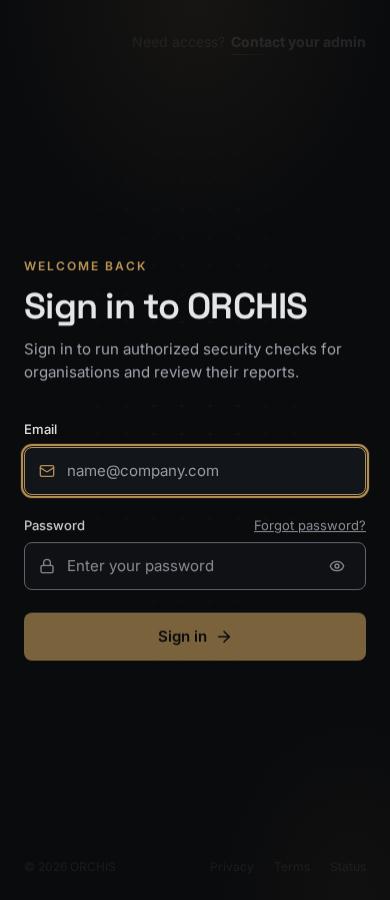 Need access? Contact your admin
WELCOME BACK
Sign in to ORCHIS
Sign in to run authorized security checks for
organisations and review their reports.
Email
name@company.com
Password Forgot password?
Enter your password
Sign in →
© 2026 ORCHIS Privacy Terms Status